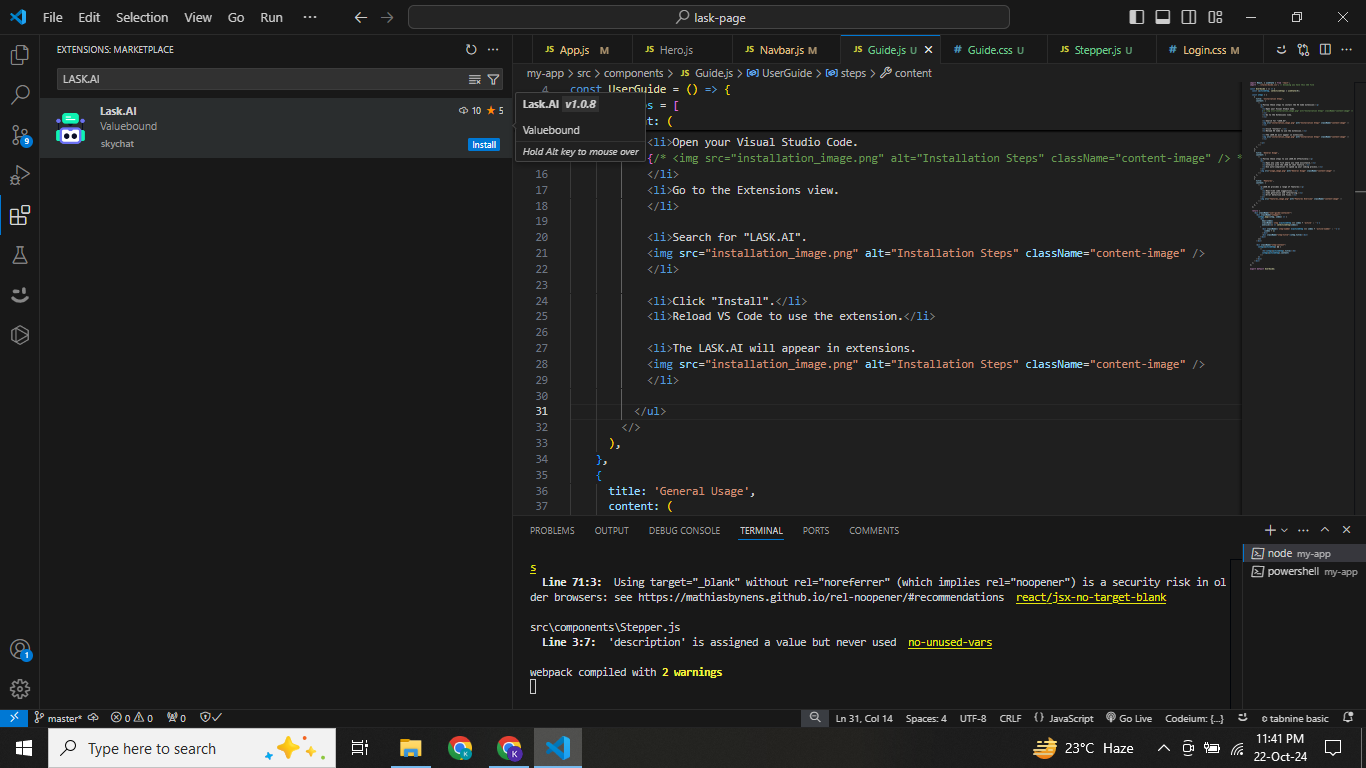 File Edit Selection View Go Run ··· lask-page
EXTENSIONS: MARKETPLACE
LASK.AI
Lask.AI 10 5
Valuebound
skychat Install
Lask.AI v1.0.8
Valuebound
Hold Alt key to mouse over
JS App.js M JS Hero.js JS Navbar.js M JS Guide.js U # Guide.css U JS Stepper.js U # Login.css M
my-app > src > components > JS Guide.js > UserGuide > steps > content
4 const UserGuide = () => {
s = [
t: (
<li>Open your Visual Studio Code.
{/* <img src="installation_image.png" alt="Installation Steps" className="content-image" /> *
16 </li>
17 <li>Go to the Extensions view.
18 </li>
19
20 <li>Search for "LASK.AI".
21 <img src="installation_image.png" alt="Installation Steps" className="content-image" />
22 </li>
23
24 <li>Click "Install".</li>
25 <li>Reload VS Code to use the extension.</li>
26
27 <li>The LASK.AI will appear in extensions.
28 <img src="installation_image.png" alt="Installation Steps" className="content-image" />
29 </li>
30
31 </ul>
32 </>
33 ),
34 },
35 {
36 title: 'General Usage',
37 content: (
PROBLEMS OUTPUT DEBUG CONSOLE TERMINAL PORTS COMMENTS
node my-app
powershell my-app
s
Line 71:3: Using target="_blank" without rel="noreferrer" (which implies rel="noopener") is a security risk in ol
der browsers: see https://mathiasbynens.github.io/rel-noopener/#recommendations react/jsx-no-target-blank
src\components\Stepper.js
Line 3:7: 'description' is assigned a value but never used no-unused-vars
webpack compiled with 2 warnings
9
1
master* 0 0 0 Ln 31, Col 14 Spaces: 4 UTF-8 CRLF {} JavaScript Go Live Codeium: {...} tabnine basic
Type here to search K K 23°C Haze 11:41 PM
22-Oct-24